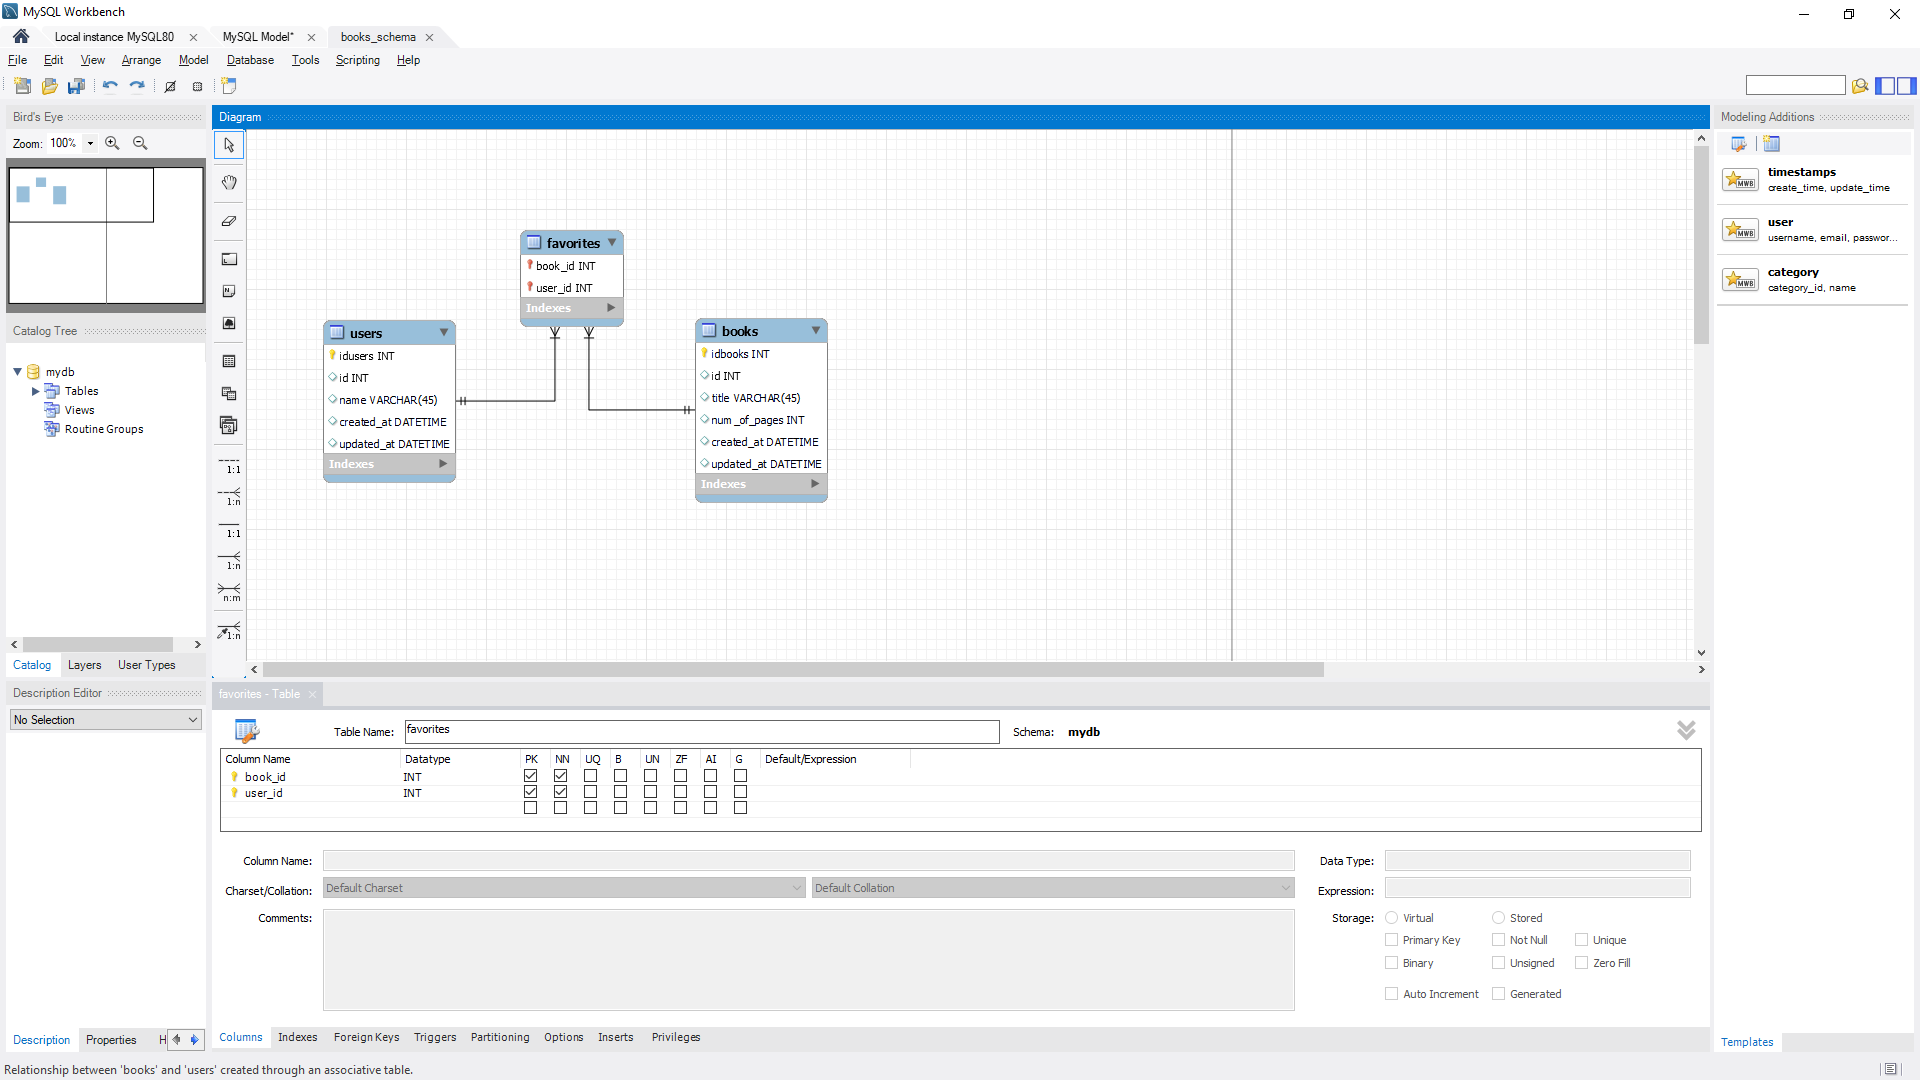 MySQL Workbench
Local instance MySQL80
MySQL Model*
books_schema
File Edit View Arrange Model Database Tools Scripting Help
Bird's Eye
Zoom: 100%
Catalog Tree
mydb
Tables
Views
Routine Groups
Catalog Layers User Types
Description Editor
No Selection
Description Properties H
Diagram
1:1
1:n
1:1
1:n
n:m
1:n
favorites
book_id INT
user_id INT
Indexes
users
idusers INT
id INT
name VARCHAR(45)
created_at DATETIME
updated_at DATETIME
Indexes
books
idbooks INT
id INT
title VARCHAR(45)
num_of_pages INT
created_at DATETIME
updated_at DATETIME
Indexes
Modeling Additions
MWB
timestamps
create_time, update_time
MWB
user
username, email, passwor...
MWB
category
category_id, name
Templates
favorites - Table
Table Name: favorites Schema: mydb
Column Name Datatype PK NN UQ B UN ZF AI G Default/Expression
book_id INT
user_id INT
Column Name: Data Type:
Charset/Collation: Default Charset Default Collation Expression:
Comments: Storage: Virtual Stored
Primary Key Not Null Unique
Binary Unsigned Zero Fill
Auto Increment Generated
Columns Indexes Foreign Keys Triggers Partitioning Options Inserts Privileges
Relationship between 'books' and 'users' created through an associative table.